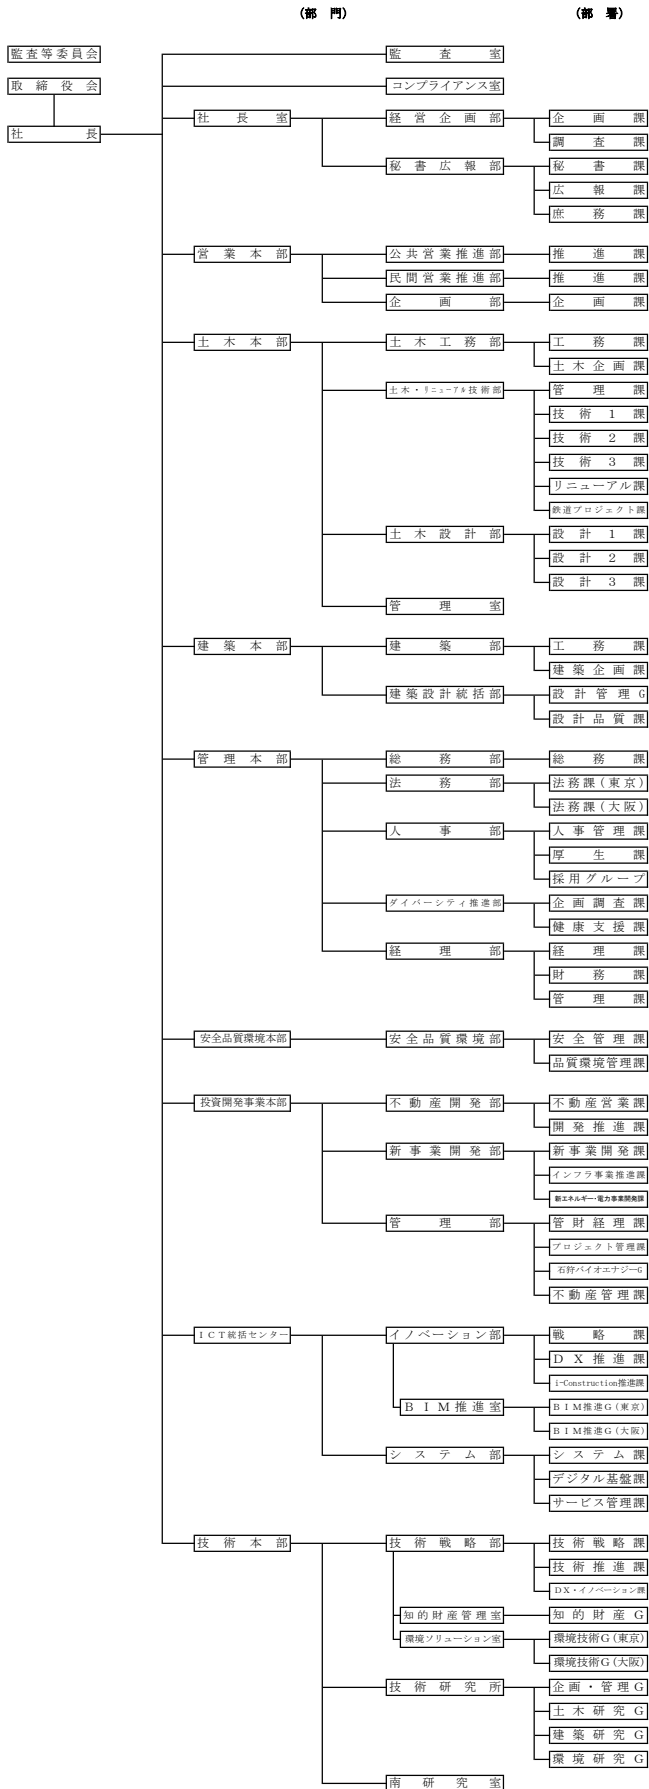 (部 門) (部 署)
監査等委員会 監査室
取締役会 コンプライアンス室
社長室 経営企画部 企画課
社長 調査課
秘書広報部 秘書課
広報課
庶務課
営業本部 公共営業推進部 推進課
民間営業推進部 推進課
企画部 企画課
土木本部 土木工務部 工務課
土木企画課
土木・リニューアル技術部 管理課
技術1課
技術2課
技術3課
リニューアル課
鉄道プロジェクト課
土木設計部 設計1課
設計2課
設計3課
管理室
建築本部 建築部 工務課
建築企画課
建築設計統括部 設計管理G
設計品質課
管理本部 総務部 総務課
法務部 法務課(東京)
法務課(大阪)
人事部 人事管理課
厚生課
採用グループ
ダイバーシティ推進部 企画調査課
健康支援課
経理部 経理課
財務課
管理課
安全品質環境本部 安全品質環境部 安全管理課
品質環境管理課
投資開発事業本部 不動産開発部 不動産営業課
開発推進課
新事業開発部 新事業開発課
インフラ事業推進課
新エネルギー・電力事業開発課
管理部 管財経理課
プロジェクト管理課
石狩バイオエナジーG
不動産管理課
ICT統括センター イノベーション部 戦略課
DX推進課
i-Construction推進課
BIM推進室 BIM推進G(東京)
BIM推進G(大阪)
システム部 システム課
デジタル基盤課
サービス管理課
技術本部 技術戦略部 技術戦略課
技術推進課
DX・イノベーション課
知的財産管理室 知的財産G
環境ソリューション室 環境技術G(東京)
環境技術G(大阪)
技術研究所 企画・管理G
土木研究G
建築研究G
環境研究G
南研究室